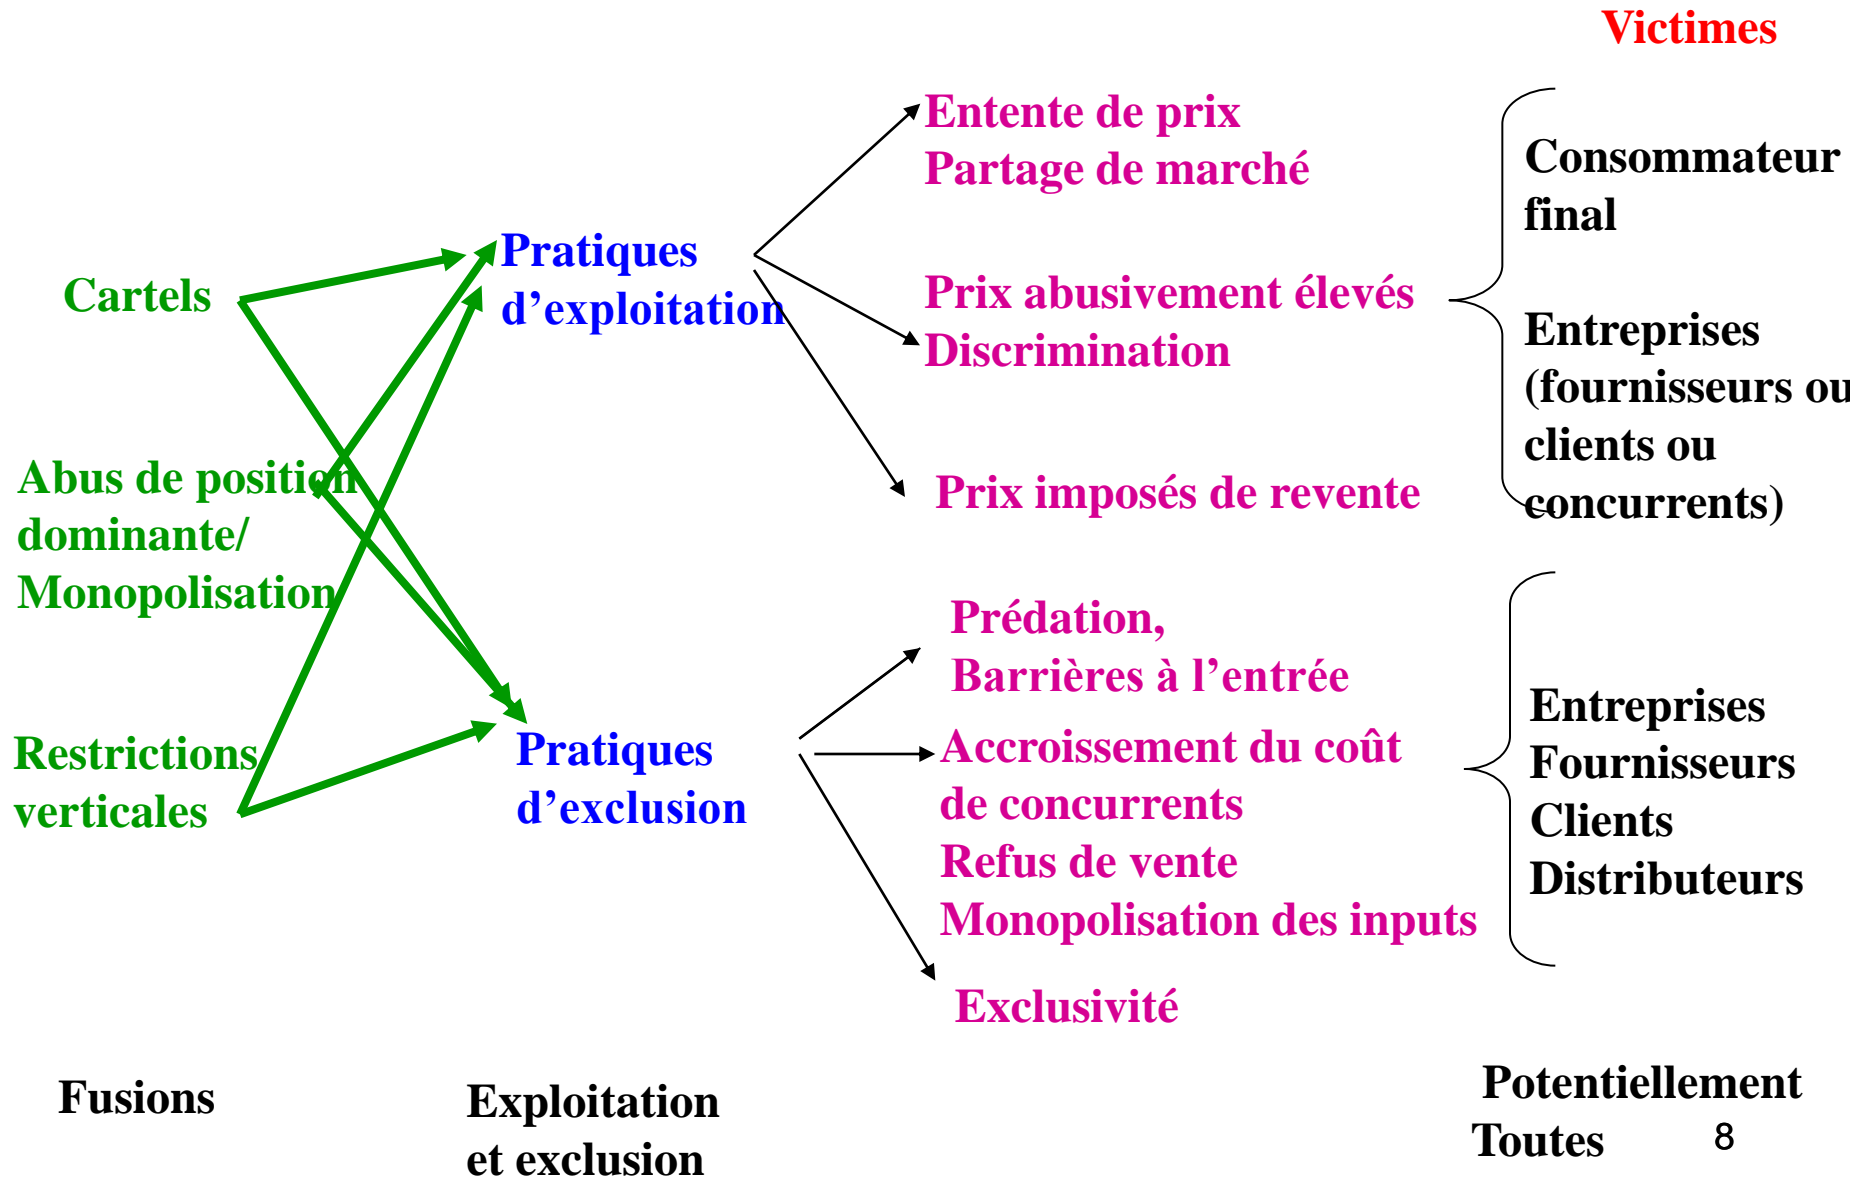 Victimes
Cartels
Abus de position
dominante/
Monopolisation
Restrictions
verticales
Pratiques
d’exploitation
Pratiques
d’exclusion
Entente de prix
Partage de marché
Prix abusivement élevés
Discrimination
Prix imposés de revente
Prédation,
Barrières à l’entrée
Accroissement du coût
de concurrents
Refus de vente
Monopolisation des inputs
Exclusivité
Consommateur
final
Entreprises
(fournisseurs ou
clients ou
concurrents)
Entreprises
Fournisseurs
Clients
Distributeurs
Fusions
Exploitation
et exclusion
Potentiellement
Toutes
8